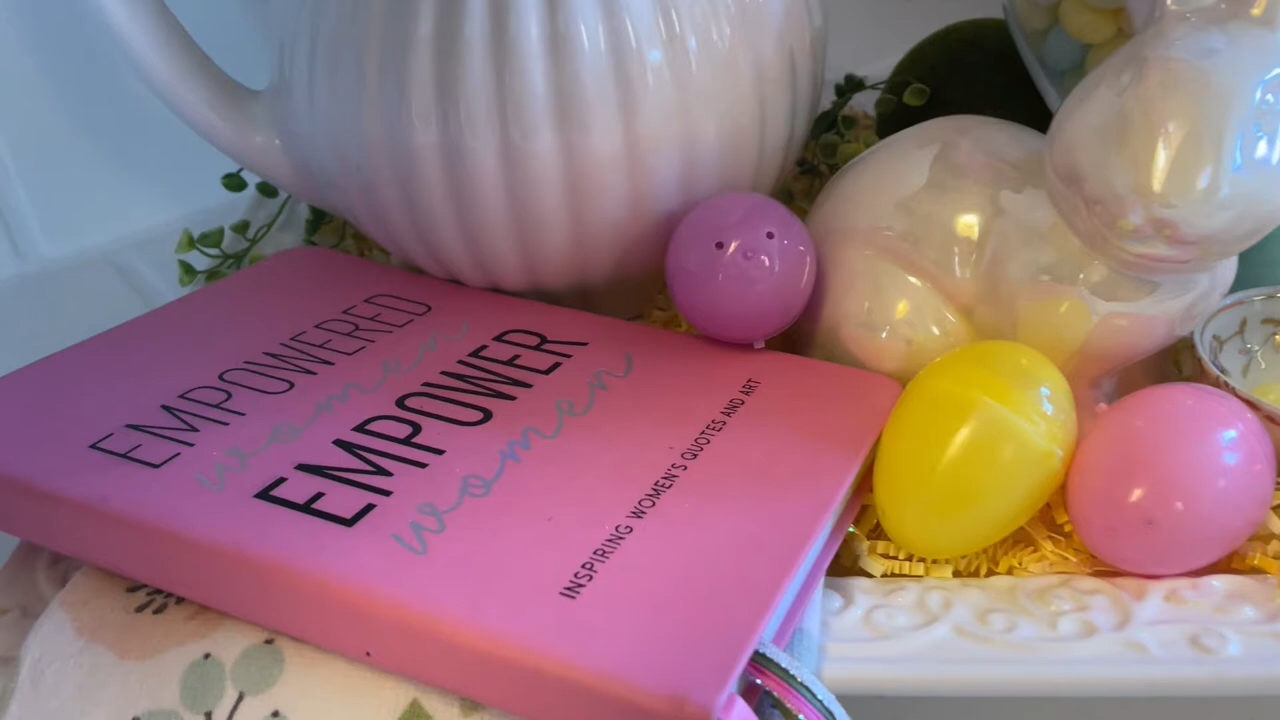 EMPOWERED
women
EMPOWER
women
INSPIRING WOMEN'S QUOTES AND ART